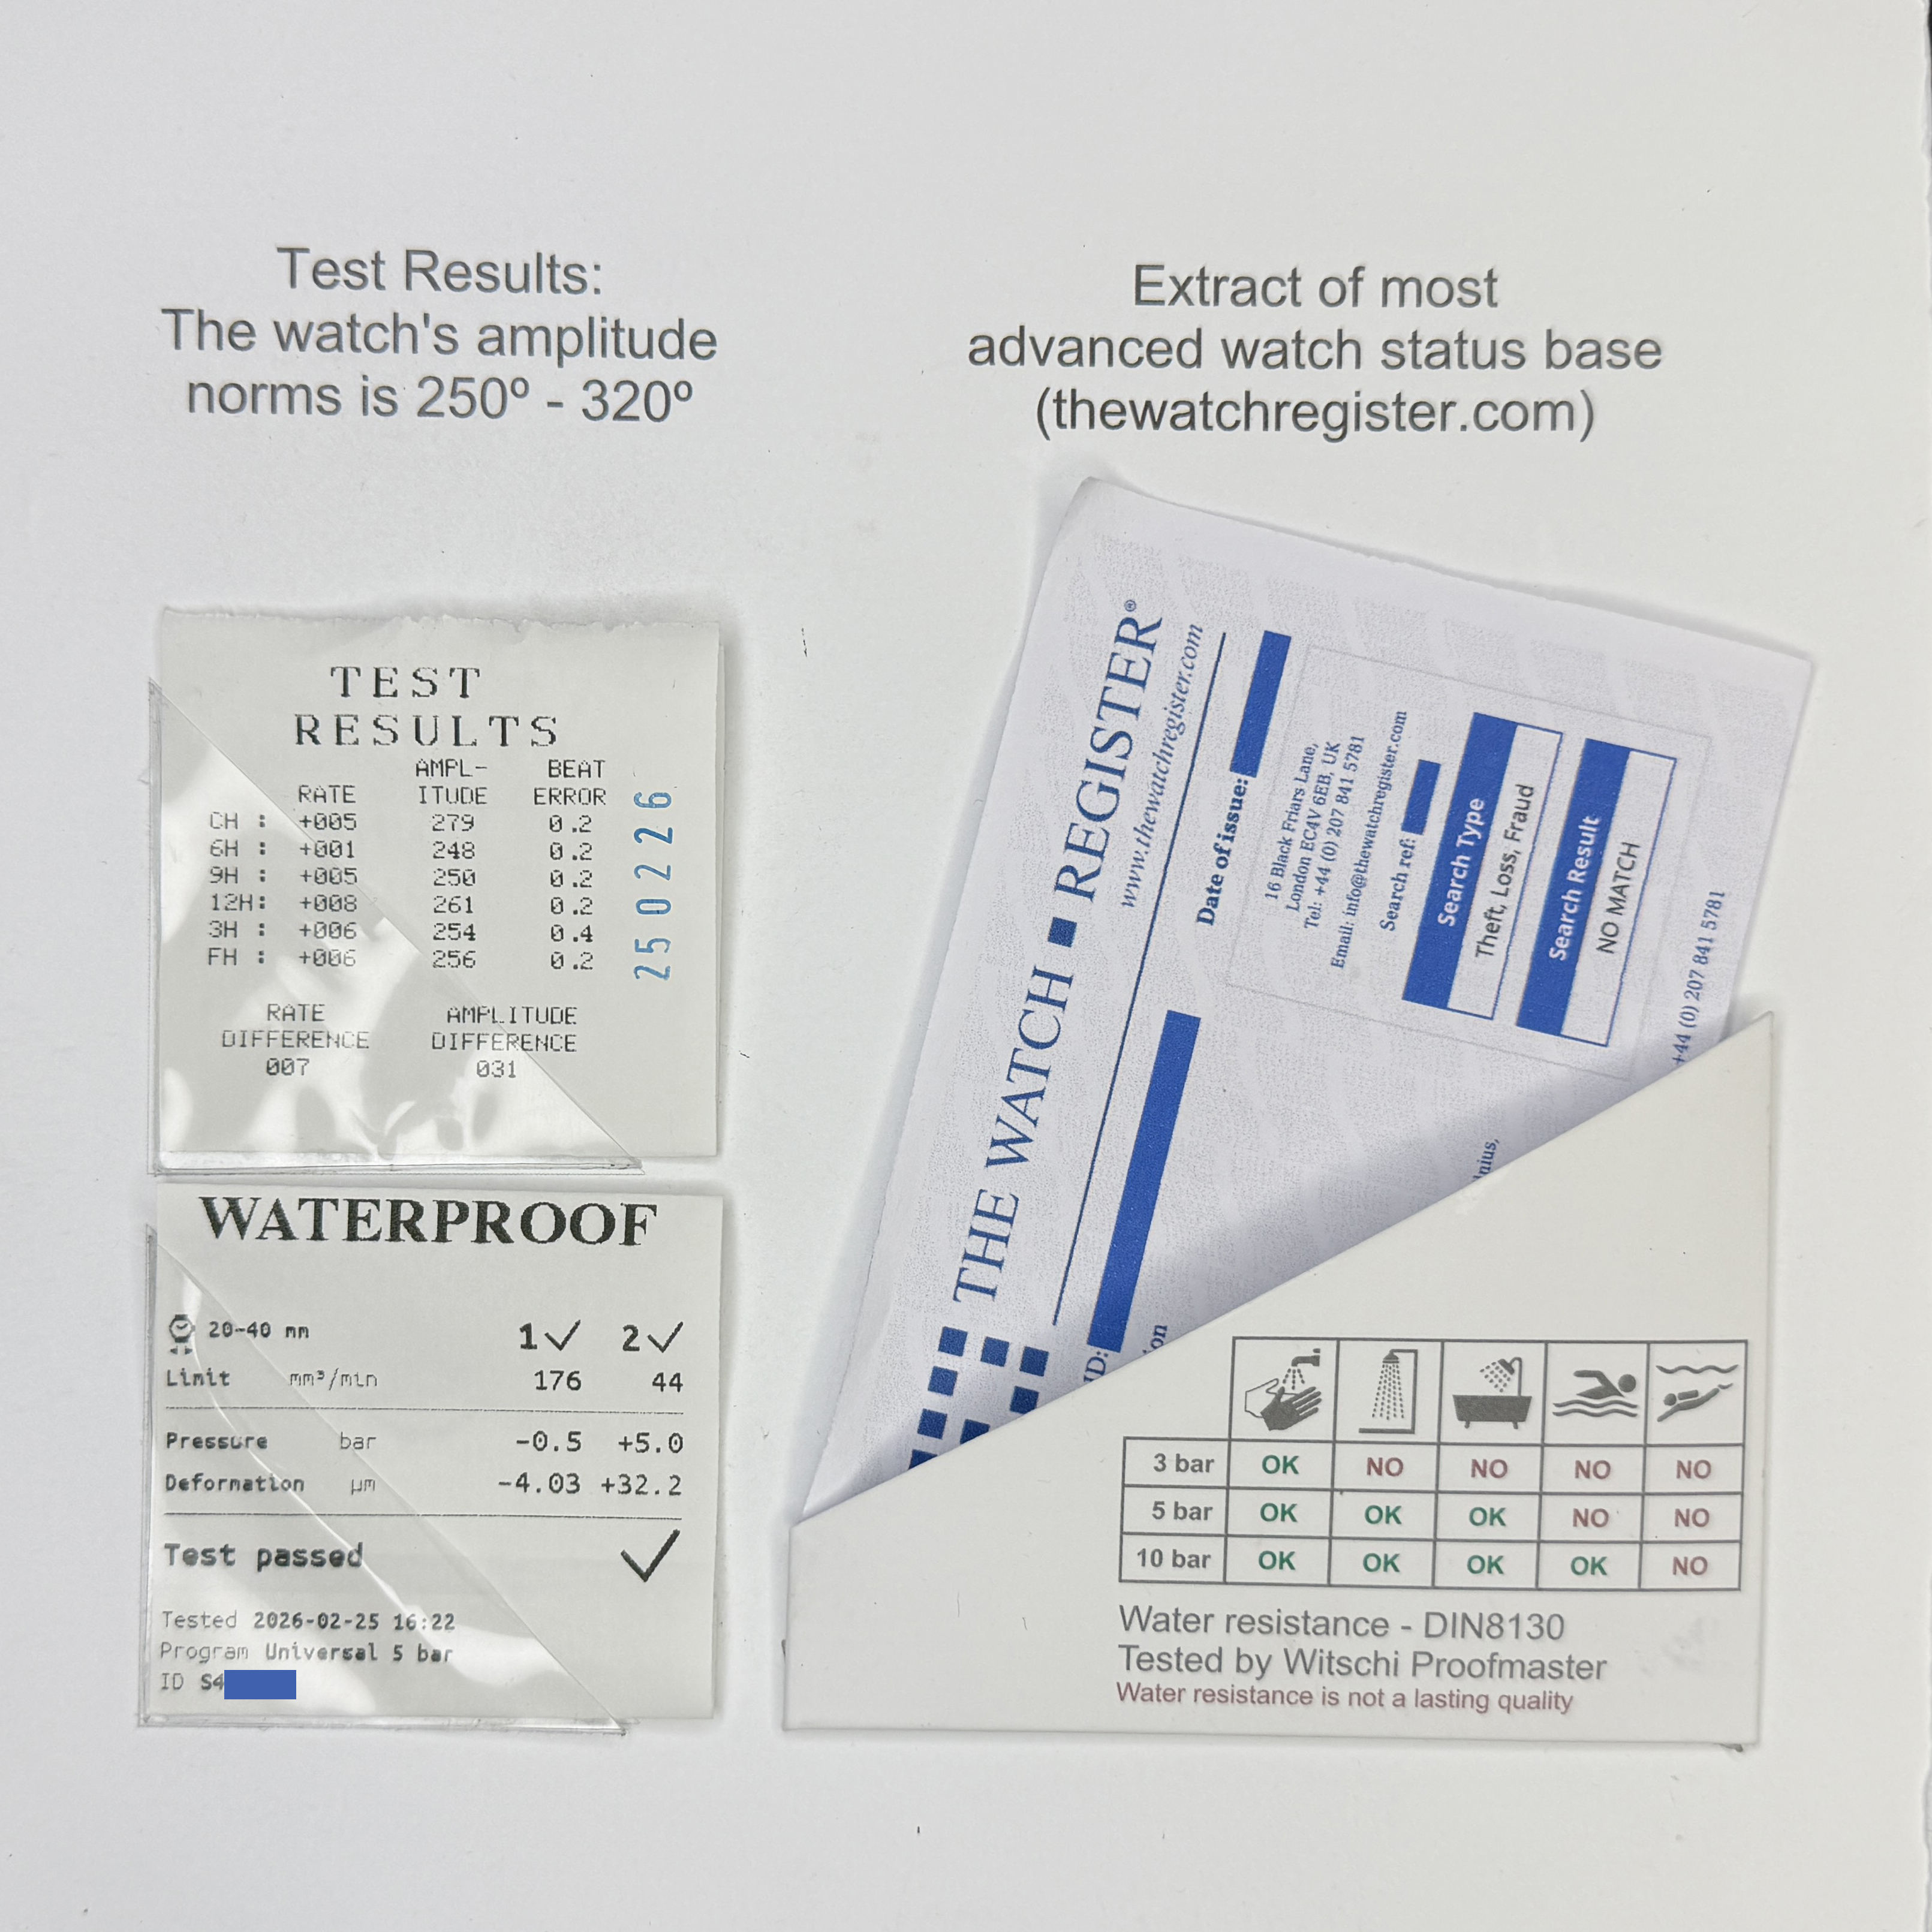 Test Results:
The watch's amplitude
norms is 250º - 320º
Extract of most
advanced watch status base
(thewatchregister.com)
TEST
RESULTS
RATE AMPL-ITUDE BEAT ERROR
CH : +005 279 0.2
6H : +001 248 0.2
9H : +005 250 0.2
12H: +008 261 0.2
3H : +006 254 0.4
FH : +006 256 0.2
RATE DIFFERENCE
007
AMPLITUDE DIFFERENCE
031
25 02 26
WATERPROOF
20-40 mm 1 ✓ 2 ✓
Limit mm³/min 176 44
Pressure bar -0.5 +5.0
Deformation µm -4.03 +32.2
Test passed ✓
Tested 2026-02-25 16:22
Program Universal 5 bar
ID S4
THE WATCH ■ REGISTER®
www.thewatchregister.com
Date of issue:
16 Black Friars Lane,
London EC4V 6EB, UK
Tel: +44 (0) 207 841 5781
Email: info@thewatchregister.com
Search ref:
Search Type
Theft, Loss, Fraud
Search Result
NO MATCH
+44 (0) 207 841 5781
ID:
3 bar OK NO NO NO NO
5 bar OK OK OK NO NO
10 bar OK OK OK OK NO
Water resistance - DIN8130
Tested by Witschi Proofmaster
Water resistance is not a lasting quality